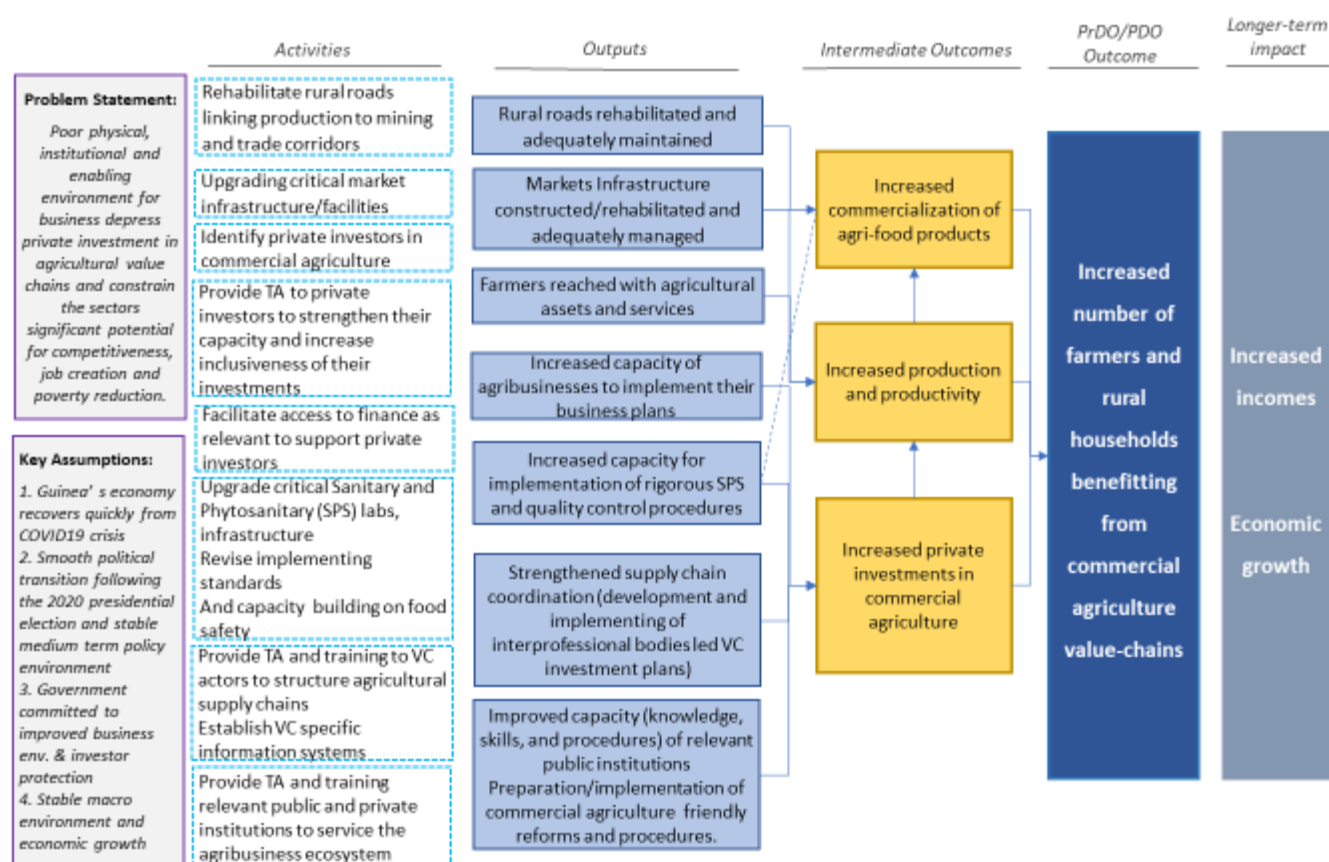 Activities
Outputs
Intermediate Outcomes
PrDO/PDO
Outcome
Longer-term
impact
Problem Statement:
Poor physical,
institutional and
enabling
environment for
business depress
private investment in
agricultural value
chains and constrain
the sectors
significant potential
for competitiveness,
job creation and
poverty reduction.
Key Assumptions:
1. Guinea' s economy
recovers quickly from
COVID19 crisis
2. Smooth political
transition following
the 2020 presidential
election and stable
medium term policy
environment
3. Government
committed to
improved business
env. & investor
protection
4. Stable macro
environment and
economic growth
Rehabilitate rural roads
linking production to mining
and trade corridors
Upgrading critical market
infrastructure/facilities
Identify private investors in
commercial agriculture
Provide TA to private
investors to strengthen their
capacity and increase
inclusiveness of their
investments
Facilitate access to finance as
relevant to support private
investors
Upgrade critical Sanitary and
Phytosanitary (SPS) labs,
infrastructure
Revise implementing
standards
And capacity building on food
safety
Provide TA and training to VC
actors to structure agricultural
supply chains
Establish VC specific
information systems
Provide TA and training
relevant public and private
institutions to service the
agribusiness ecosystem
Rural roads rehabilitated and
adequately maintained
Markets Infrastructure
constructed/rehabilitated and
adequately managed
Farmers reached with agricultural
assets and services
Increased capacity of
agribusinesses to implement their
business plans
Increased capacity for
implementation of rigorous SPS
and quality control procedures
Strengthened supply chain
coordination (development and
implementing of
interprofessional bodies led VC
investment plans)
Improved capacity (knowledge,
skills, and procedures) of relevant
public institutions
Preparation/implementation of
commercial agriculture friendly
reforms and procedures.
Increased
commercialization of
agri-food products
Increased production
and productivity
Increased private
investments in
commercial
agriculture
Increased
number of
farmers and
rural
households
benefitting
from
commercial
agriculture
value-chains
Increased
incomes
Economic
growth